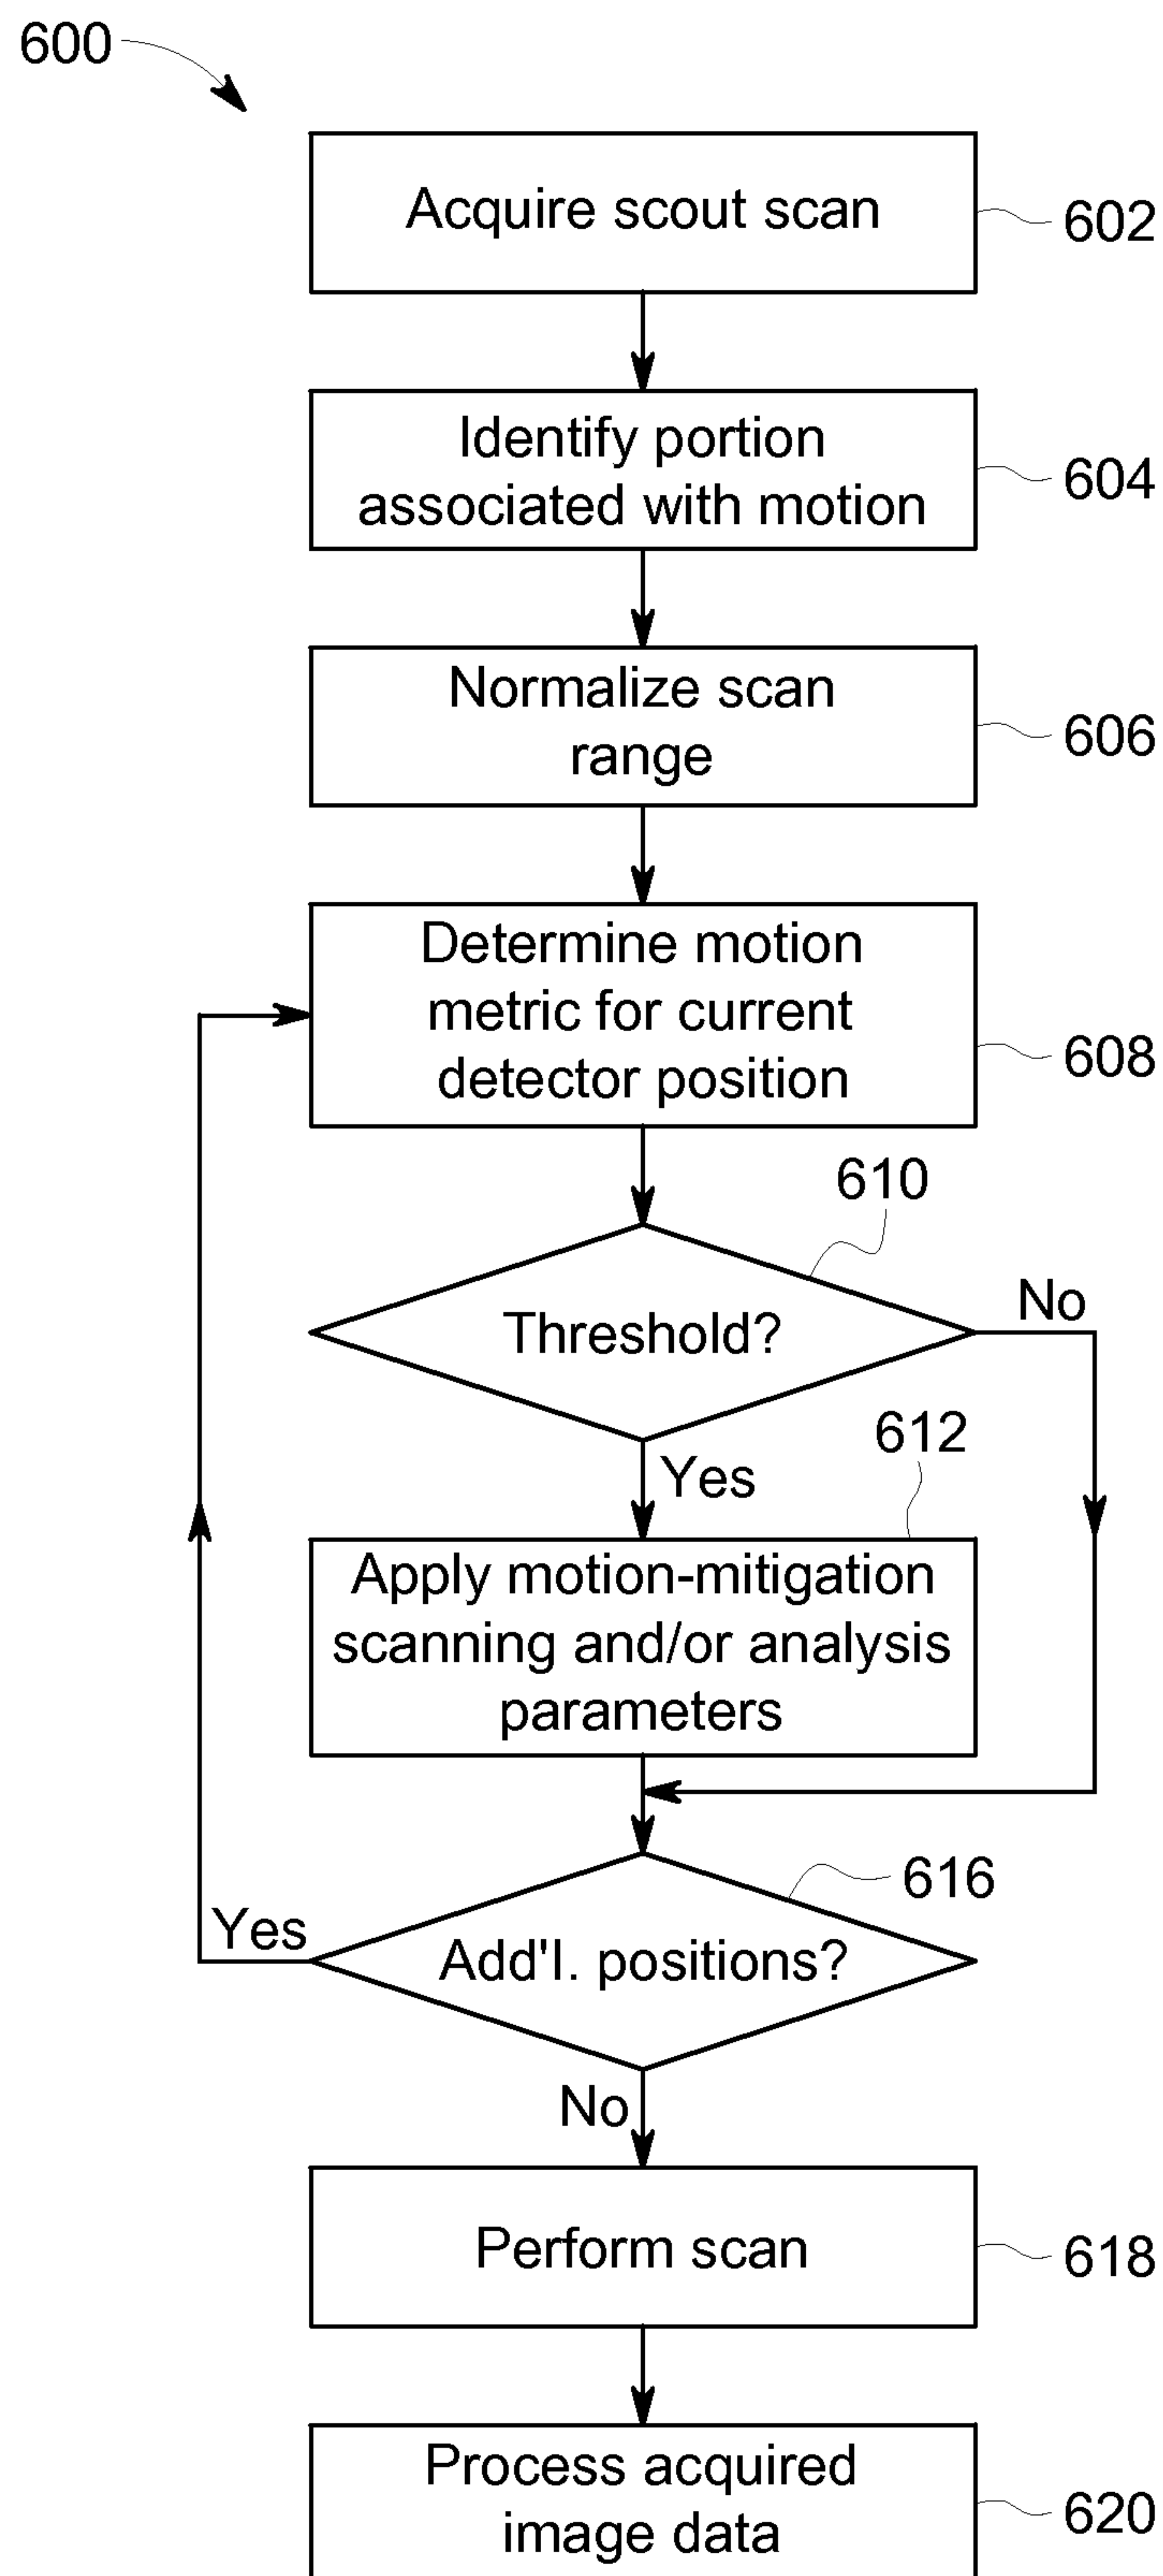 600
Acquire scout scan
602
Identify portion
associated with motion
604
Normalize scan
range
606
Determine motion
metric for current
detector position
608
610
Threshold?
No
Yes
612
Apply motion-mitigation
scanning and/or analysis
parameters
616
Add'l. positions?
Yes
No
Perform scan
618
Process acquired
image data
620